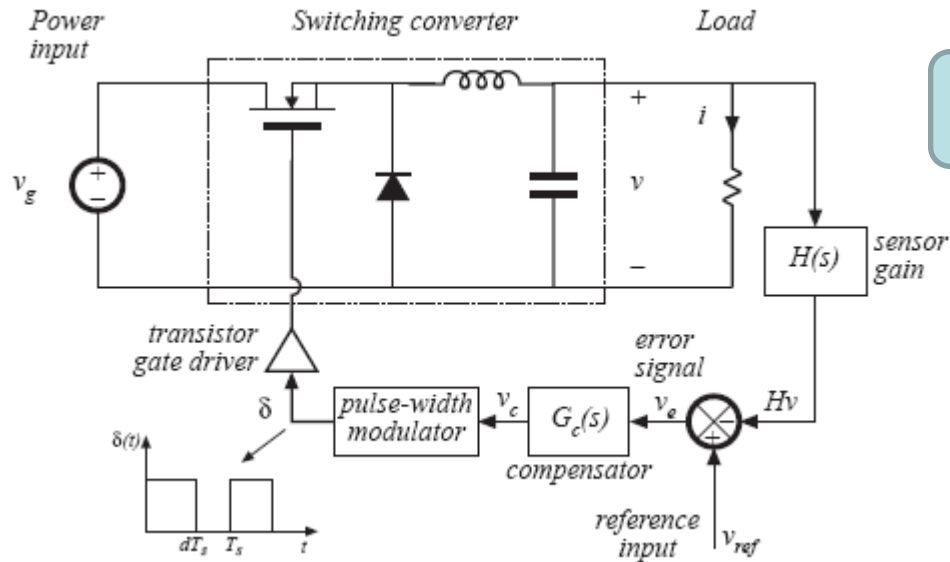 Power
input
Switching converter
Load
+
−
v_g
+
v
−
i
H(s)
sensor
gain
transistor
gate driver
error
signal
δ
pulse-width
modulator
v_c
G_c(s)
v_e
−
+
Hv
compensator
δ(t)
dT_s
T_s
t
reference
input
v_ref